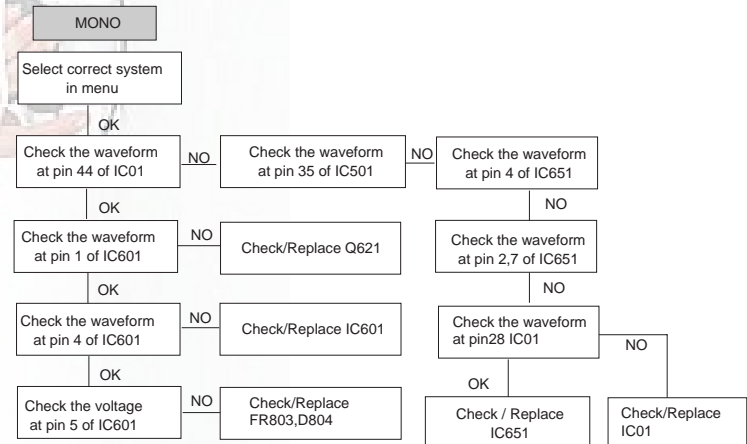 MONO
Select correct system
in menu
OK
Check the waveform
at pin 44 of IC01
NO
Check the waveform
at pin 35 of IC501
NO
Check the waveform
at pin 4 of IC651
OK
NO
Check the waveform
at pin 1 of IC601
NO
Check/Replace Q621
Check the waveform
at pin 2,7 of IC651
OK
NO
Check the waveform
at pin 4 of IC601
NO
Check/Replace IC601
Check the waveform
at pin28 IC01
NO
OK
OK
Check the voltage
at pin 5 of IC601
NO
Check/Replace
FR803,D804
Check / Replace
IC651
Check/Replace
IC01